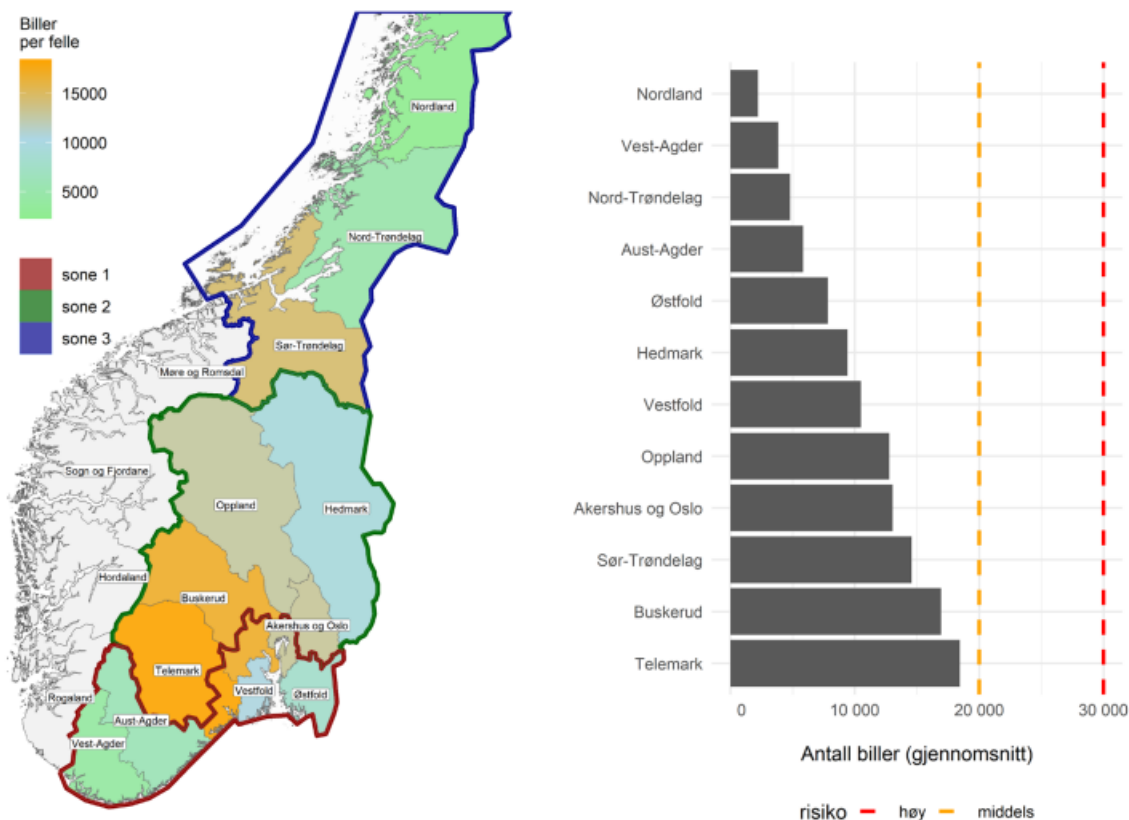 Biller
per felle
15000
10000
5000
sone 1
sone 2
sone 3
Nordland
Nord-Trøndelag
Sør-Trøndelag
Møre og Romsdal
Sogn og Fjordane
Oppland
Hedmark
Hordaland
Buskerud
Akershus og Oslo
Telemark
Vestfold
Østfold
Rogaland
Aust-Agder
Vest-Agder
Nordland
Vest-Agder
Nord-Trøndelag
Aust-Agder
Østfold
Hedmark
Vestfold
Oppland
Akershus og Oslo
Sør-Trøndelag
Buskerud
Telemark
0 10 000 20 000 30 000
Antall biller (gjennomsnitt)
risiko høy middels